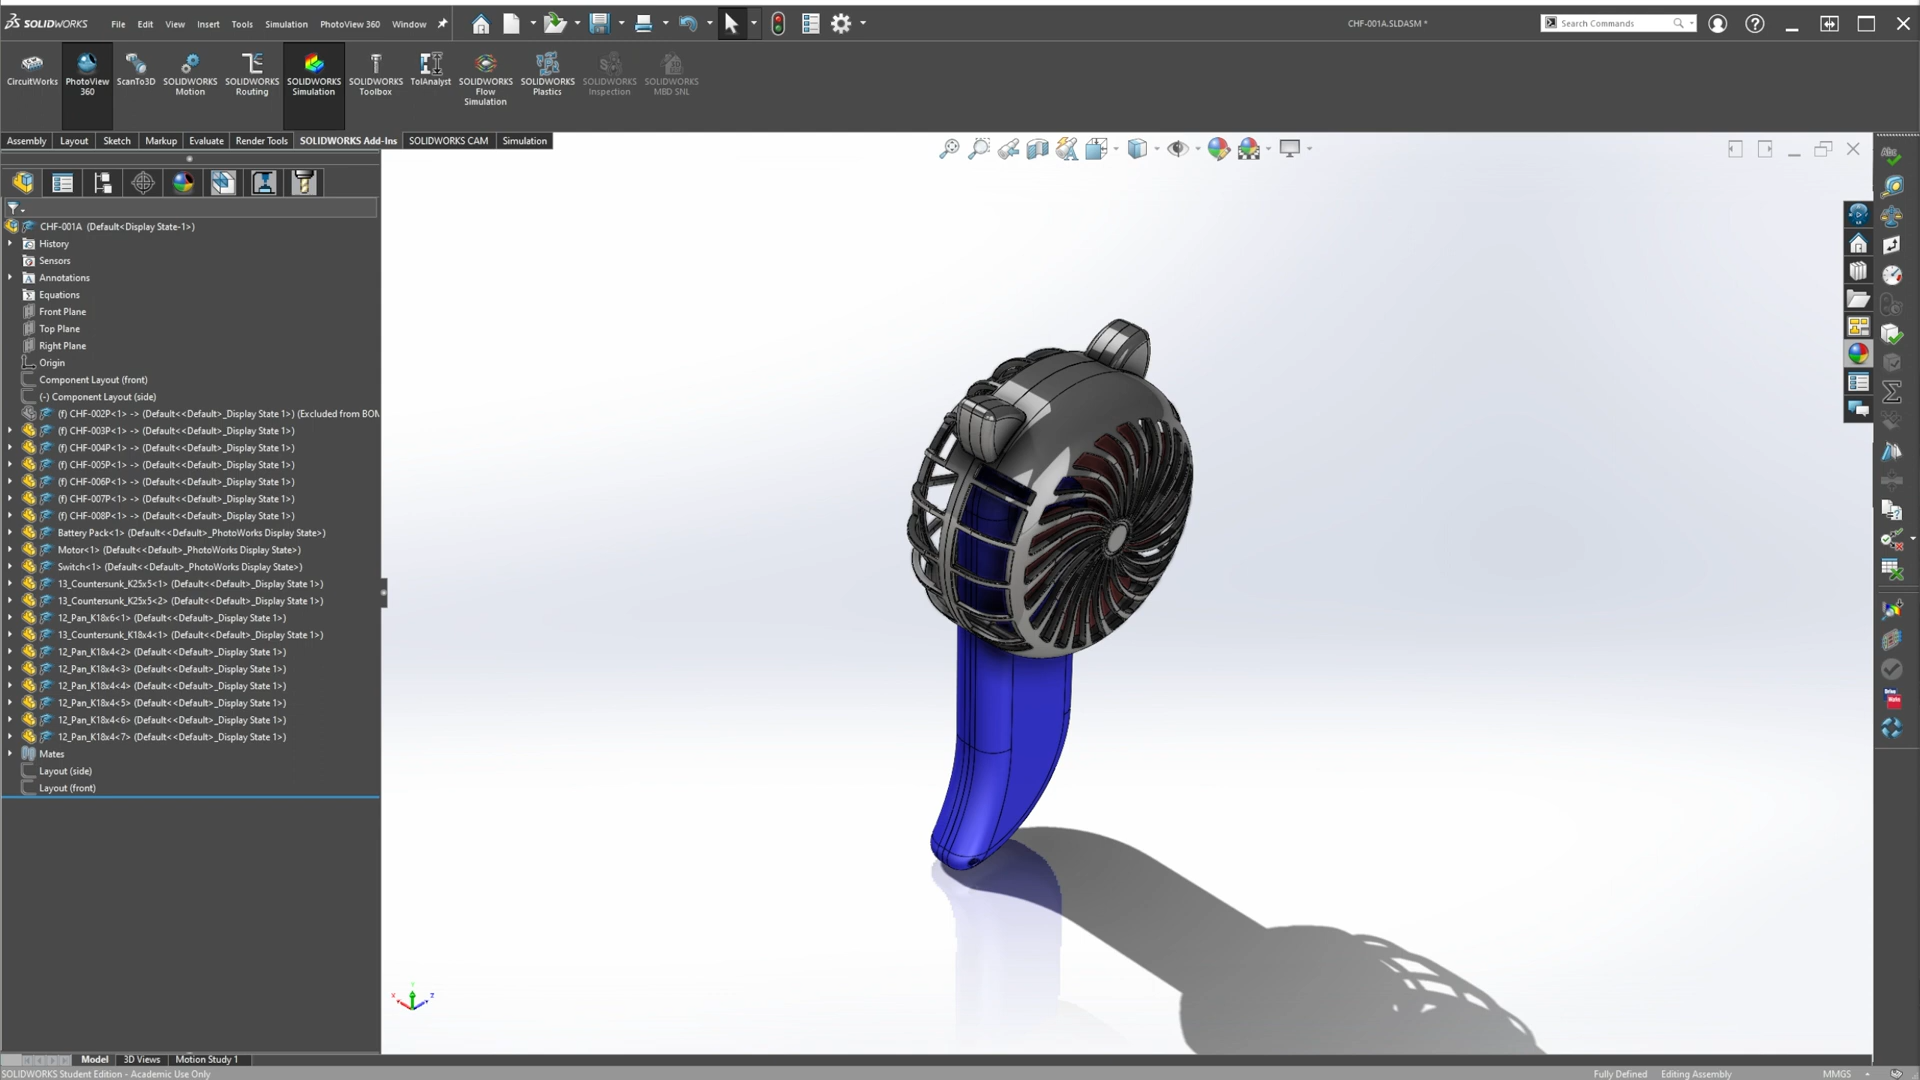 SOLIDWORKS File Edit View Insert Tools Simulation PhotoView 360 Window
CHF-001A.SLDASM *
Search Commands
CircuitWorks
PhotoView
360
ScanTo3D
SOLIDWORKS
Motion
SOLIDWORKS
Routing
SOLIDWORKS
Simulation
SOLIDWORKS
Toolbox
TolAnalyst
SOLIDWORKS
Flow
Simulation
SOLIDWORKS
Plastics
SOLIDWORKS
Inspection
SOLIDWORKS
MBD SNL
Assembly Layout Sketch Markup Evaluate Render Tools SOLIDWORKS Add-Ins SOLIDWORKS CAM Simulation
CHF-001A (Default<Display State-1>)
History
Sensors
Annotations
Equations
Front Plane
Top Plane
Right Plane
Origin
Component Layout (front)
(-) Component Layout (side)
(f) CHF-002P<1> -> (Default<<Default>_Display State 1>) (Excluded from BOM
(f) CHF-003P<1> -> (Default<<Default>_Display State 1>)
(f) CHF-004P<1> -> (Default<<Default>_Display State 1>)
(f) CHF-005P<1> -> (Default<<Default>_Display State 1>)
(f) CHF-006P<1> -> (Default<<Default>_Display State 1>)
(f) CHF-007P<1> -> (Default<<Default>_Display State 1>)
(f) CHF-008P<1> -> (Default<<Default>_Display State 1>)
Battery Pack<1> (Default<<Default>_PhotoWorks Display State>)
Motor<1> (Default<<Default>_PhotoWorks Display State>)
Switch<1> (Default<<Default>_PhotoWorks Display State>)
13_Countersunk_K25x5<1> (Default<<Default>_Display State 1>)
13_Countersunk_K25x5<2> (Default<<Default>_Display State 1>)
12_Pan_K18x6<1> (Default<<Default>_Display State 1>)
13_Countersunk_K18x4<1> (Default<<Default>_Display State 1>)
12_Pan_K18x4<2> (Default<<Default>_Display State 1>)
12_Pan_K18x4<3> (Default<<Default>_Display State 1>)
12_Pan_K18x4<4> (Default<<Default>_Display State 1>)
12_Pan_K18x4<5> (Default<<Default>_Display State 1>)
12_Pan_K18x4<6> (Default<<Default>_Display State 1>)
12_Pan_K18x4<7> (Default<<Default>_Display State 1>)
Mates
Layout (side)
Layout (front)
Model 3D Views Motion Study 1
SOLIDWORKS Student Edition - Academic Use Only
Fully Defined Editing Assembly MMGS